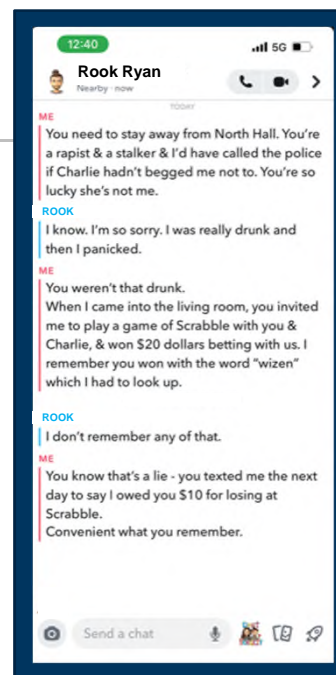 12:40
5G
Rook Ryan
Nearby · now
TODAY
ME
You need to stay away from North Hall. You're
a rapist & a stalker & I'd have called the police
if Charlie hadn't begged me not to. You're so
lucky she's not me.
ROOK
I know. I'm so sorry. I was really drunk and
then I panicked.
ME
You weren't that drunk.
When I came into the living room, you invited
me to play a game of Scrabble with you &
Charlie, & won $20 dollars betting with us. I
remember you won with the word "wizen"
which I had to look up.
ROOK
I don't remember any of that.
ME
You know that's a lie - you texted me the next
day to say I owed you $10 for losing at
Scrabble.
Convenient what you remember.
Send a chat